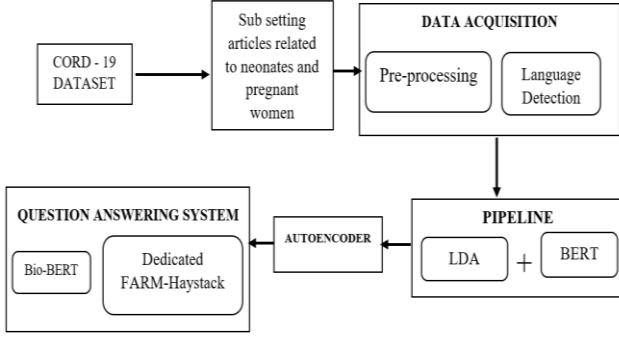 CORD - 19
DATASET
Sub setting
articles related
to neonates and
pregnant
women
DATA ACQUISITION
Pre-processing
Language
Detection
PIPELINE
LDA
+
BERT
AUTOENCODER
QUESTION ANSWERING SYSTEM
Bio-BERT
Dedicated
FARM-Haystack